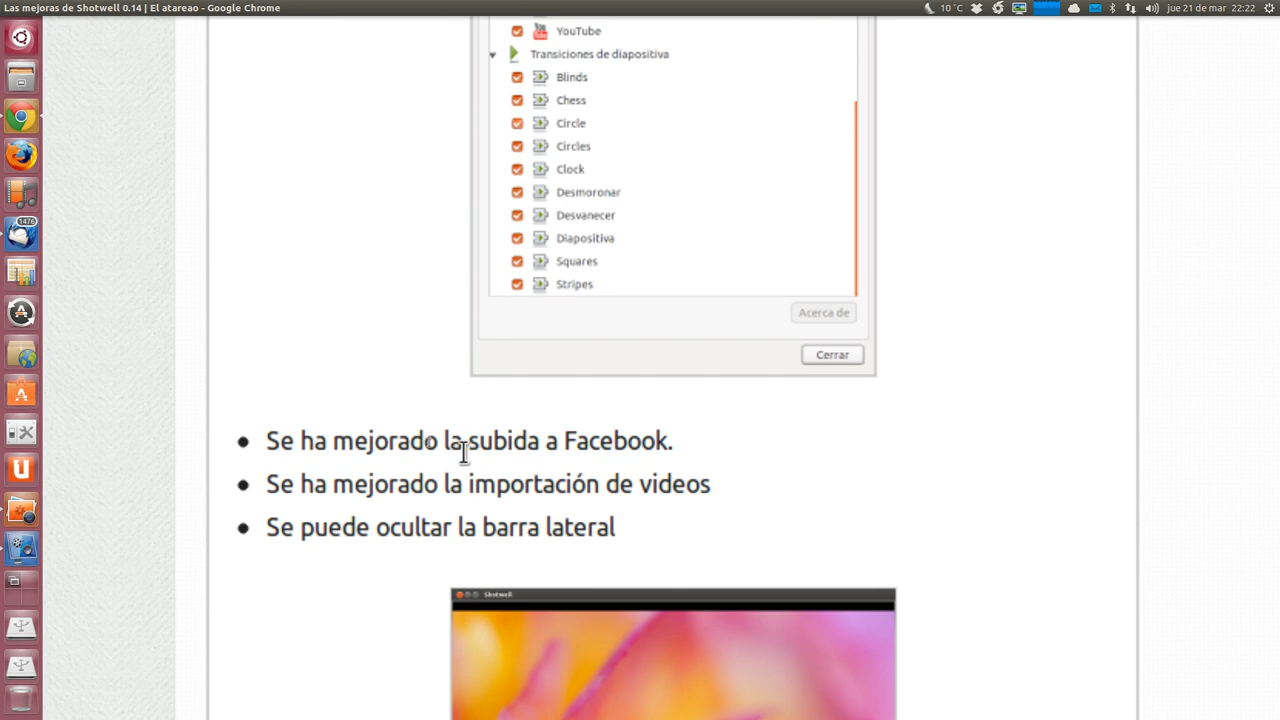 Las mejoras de Shotwell 0.14 | El atareao - Google Chrome
10 °C
jue 21 de mar 22:22
YouTube
Transiciones de diapositiva
Blinds
Chess
Circle
Circles
Clock
Desmoronar
Desvanecer
Diapositiva
Squares
Stripes
Acerca de
Cerrar
1476
Se ha mejorado la subida a Facebook.
Se ha mejorado la importación de videos
Se puede ocultar la barra lateral
Shotwell